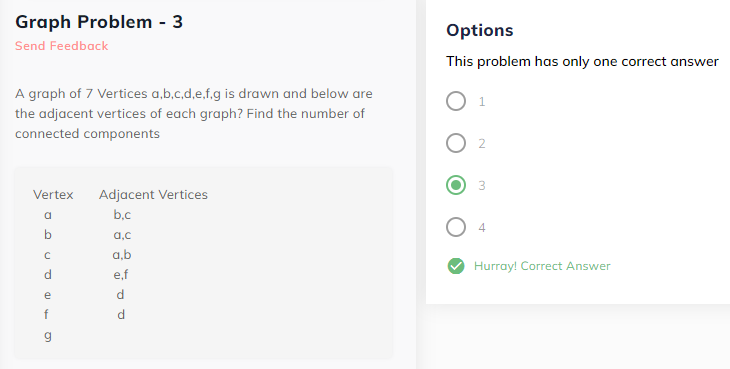 Graph Problem - 3
Send Feedback
A graph of 7 Vertices a,b,c,d,e,f,g is drawn and below are
the adjacent vertices of each graph? Find the number of
connected components
Vertex Adjacent Vertices
a b,c
b a,c
c a,b
d e,f
e d
f d
g
Options
This problem has only one correct answer
1
2
3
4
Hurray! Correct Answer